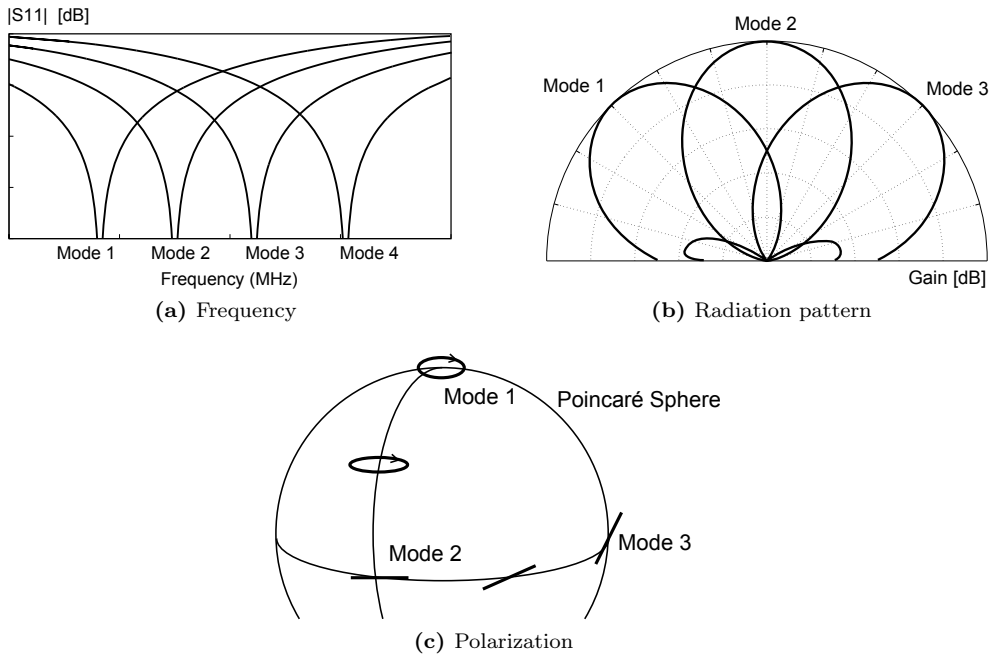 |S11| [dB]
Mode 1 Mode 2 Mode 3 Mode 4
Frequency (MHz)
(a) Frequency
Mode 2
Mode 1
Mode 3
Gain [dB]
(b) Radiation pattern
Mode 1
Poincaré Sphere
Mode 2
Mode 3
(c) Polarization